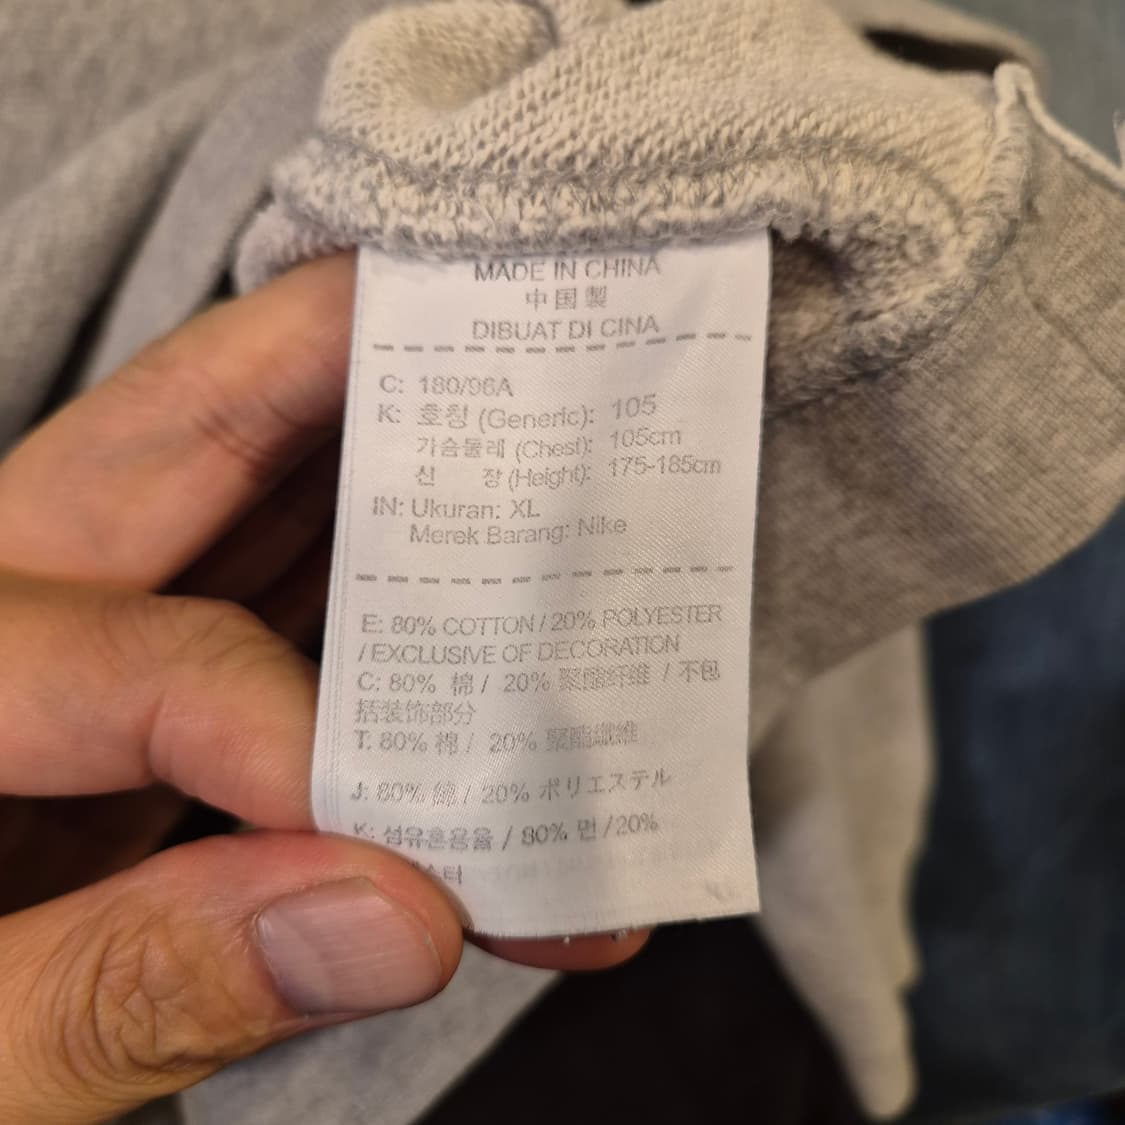 MADE IN CHINA
中国製
DIBUAT DI CINA
C: 180/96A
K: 호칭 (Generic): 105
가슴둘레 (Chest): 105cm
신 장 (Height): 175-185cm
IN: Ukuran: XL
Merek Barang: Nike
E: 80% COTTON / 20% POLYESTER
/ EXCLUSIVE OF DECORATION
C: 80% 棉 / 20% 聚酯纤维 / 不包
括装饰部分
T: 80% 棉 / 20% 聚酯纖維
J: 80% 綿 / 20% ポリエステル
K: 섬유혼용율 / 80% 면 /20%
스터